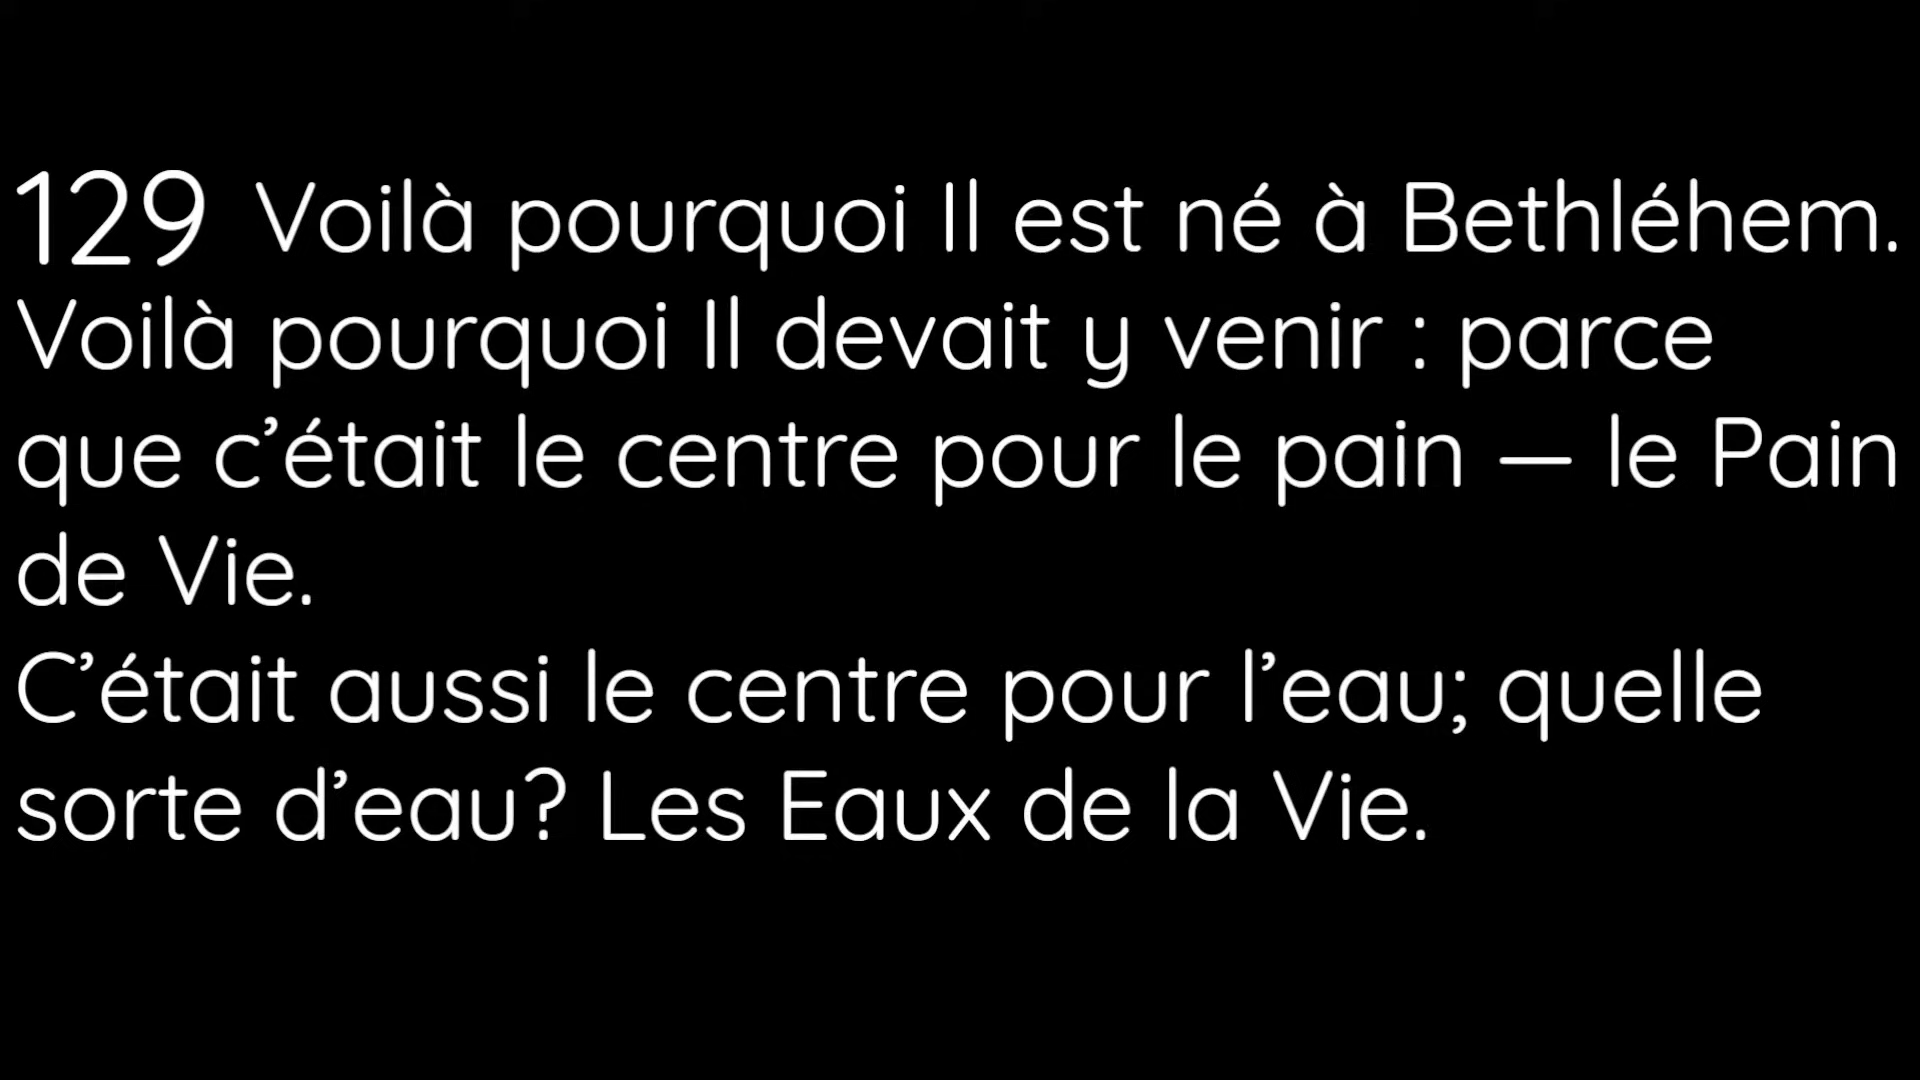 129 Voilà pourquoi Il est né à Bethléhem.
Voilà pourquoi Il devait y venir : parce
que c’était le centre pour le pain — le Pain
de Vie.
C’était aussi le centre pour l’eau; quelle
sorte d’eau? Les Eaux de la Vie.